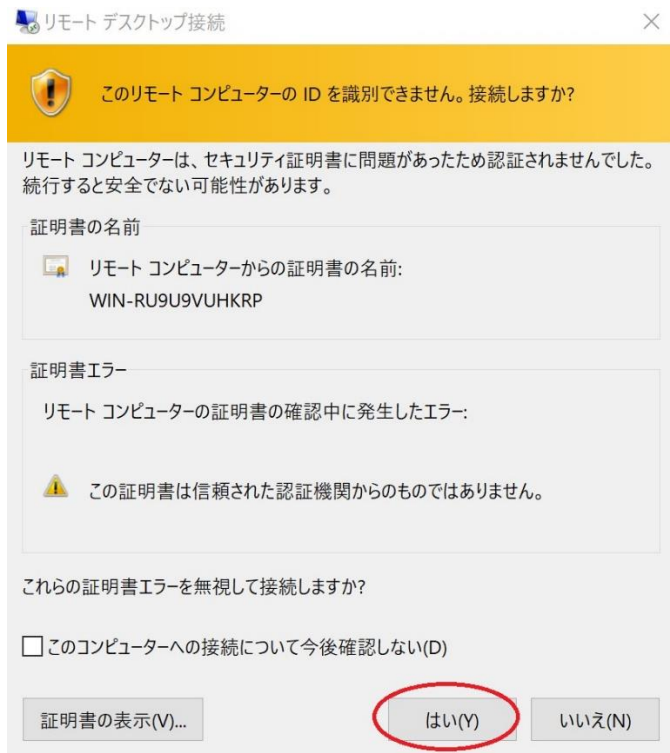 リモート デスクトップ接続
このリモート コンピューターの ID を識別できません。接続しますか?
リモート コンピューターは、セキュリティ証明書に問題があったため認証されませんでした。
続行すると安全でない可能性があります。
証明書の名前
リモート コンピューターからの証明書の名前:
WIN-RU9U9VUHKRP
証明書エラー
リモート コンピューターの証明書の確認中に発生したエラー:
この証明書は信頼された認証機関からのものではありません。
これらの証明書エラーを無視して接続しますか?
このコンピューターへの接続について今後確認しない(D)
証明書の表示(V)... はい(Y) いいえ(N)